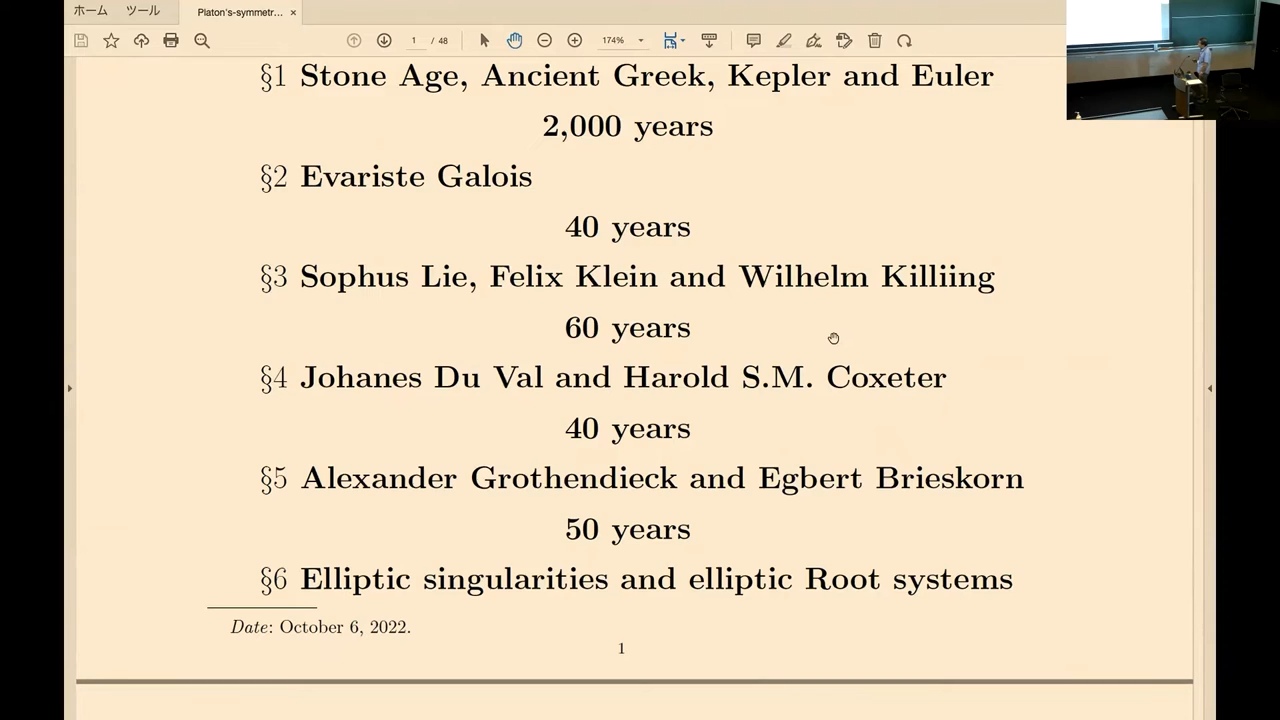 ホーム ツール Platon's-symmetr... ×
1 / 48 174%
§1 Stone Age, Ancient Greek, Kepler and Euler
2,000 years
§2 Evariste Galois
40 years
§3 Sophus Lie, Felix Klein and Wilhelm Killiing
60 years
§4 Johanes Du Val and Harold S.M. Coxeter
40 years
§5 Alexander Grothendieck and Egbert Brieskorn
50 years
§6 Elliptic singularities and elliptic Root systems
Date: October 6, 2022.
1